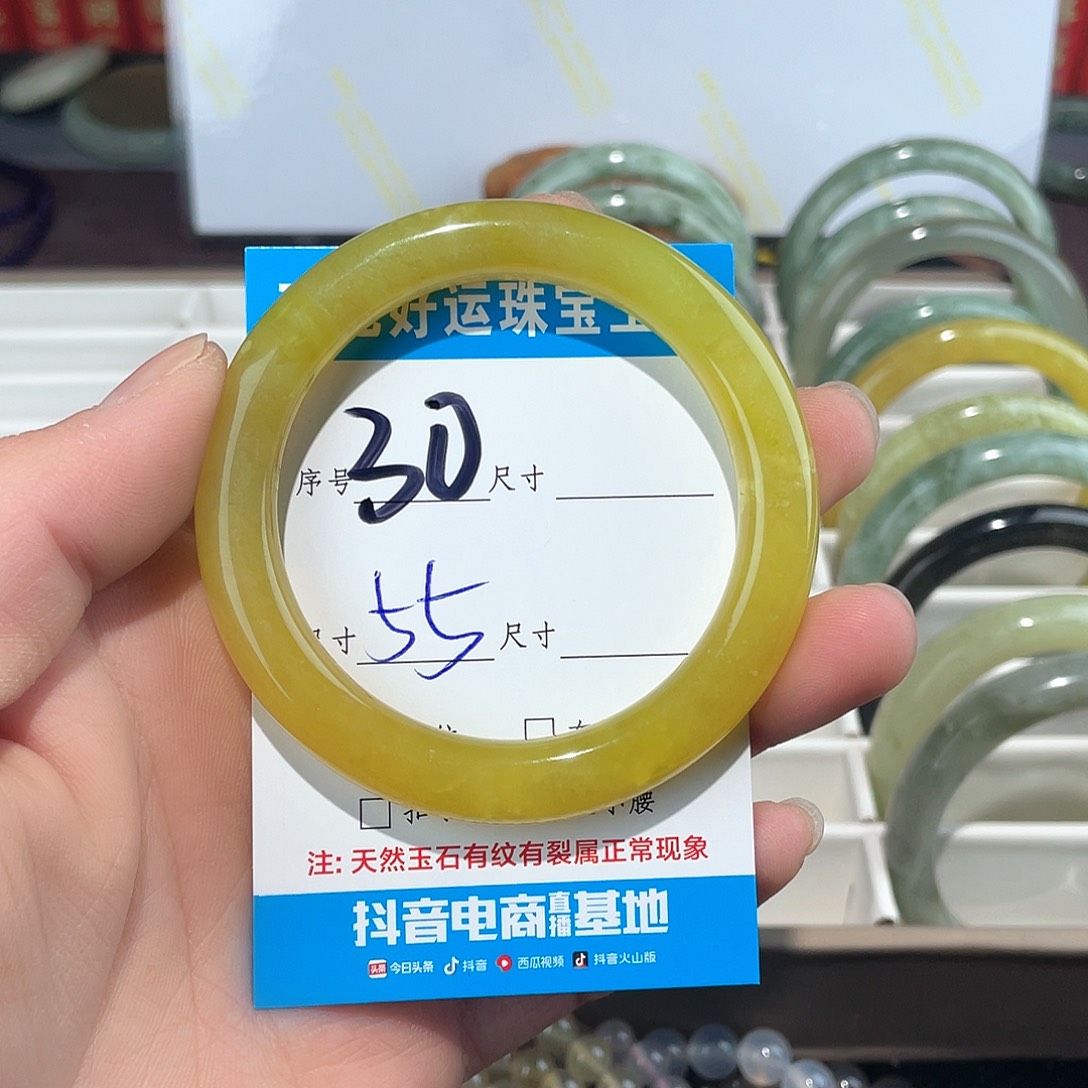 好运珠宝
序号 30 尺寸
寸 55 尺寸
注: 天然玉石有纹有裂属正常现象
抖音电商直播基地
头条 今日头条 抖音 西瓜视频 抖音火山版